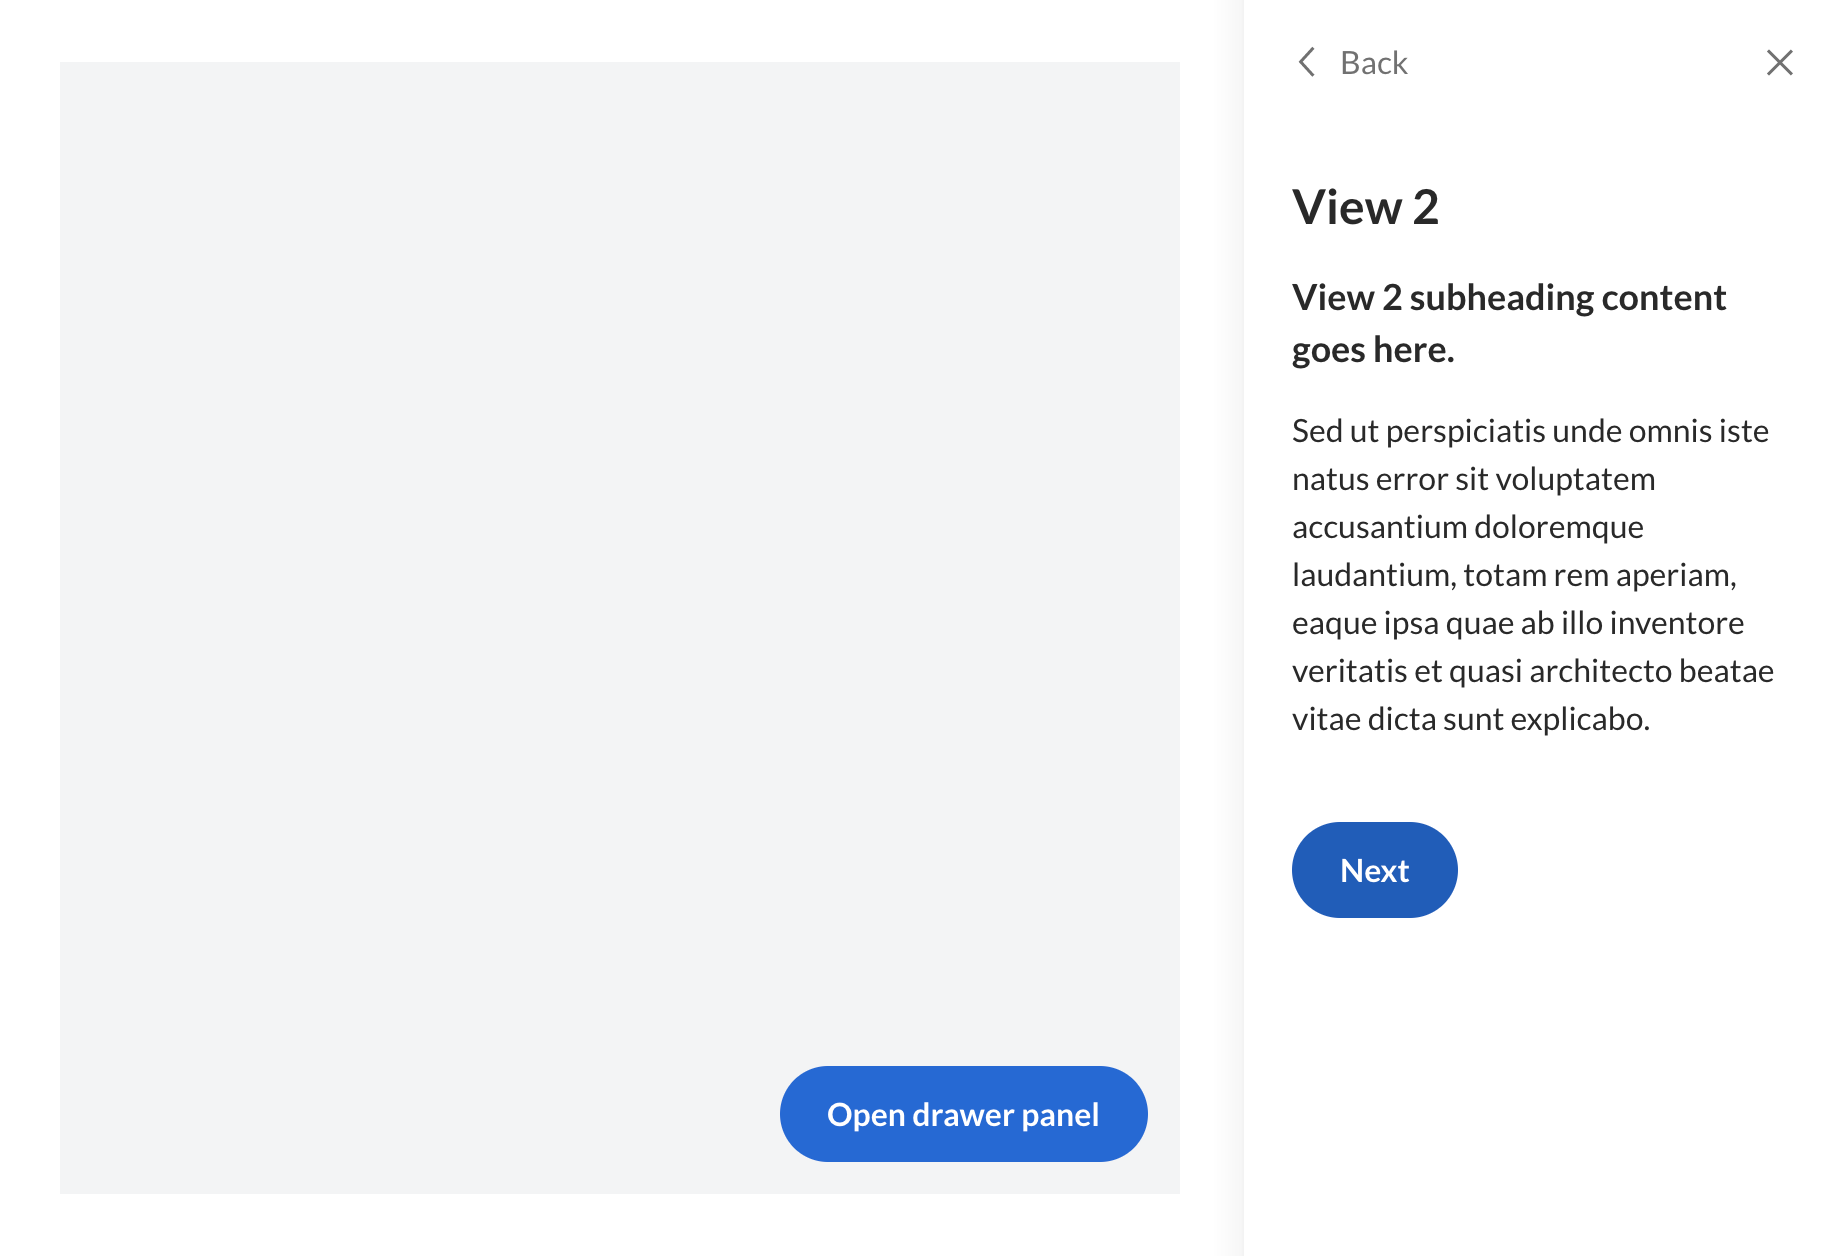 Back
View 2
View 2 subheading content
goes here.
Sed ut perspiciatis unde omnis iste
natus error sit voluptatem
accusantium doloremque
laudantium, totam rem aperiam,
eaque ipsa quae ab illo inventore
veritatis et quasi architecto beatae
vitae dicta sunt explicabo.
Next
Open drawer panel